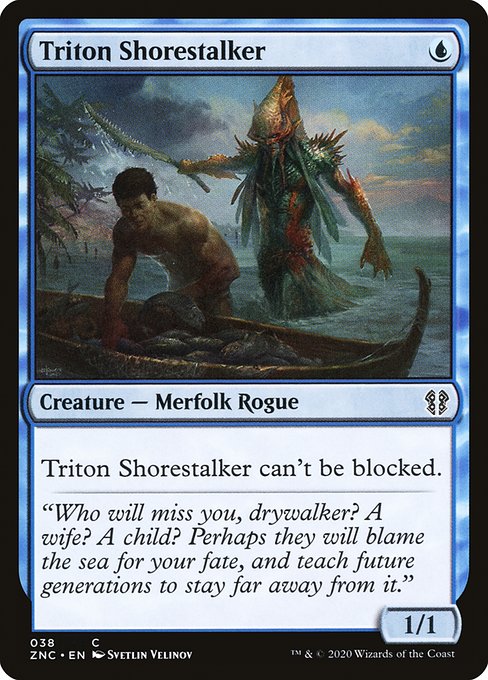 Triton Shorestalker
Creature — Merfolk Rogue
Triton Shorestalker can't be blocked.
“Who will miss you, drywalker? A
wife? A child? Perhaps they will blame
the sea for your fate, and teach future
generations to stay far away from it.”
1/1
038 C
ZNC • EN Svetlin Velinov
™ & © 2020 Wizards of the Coast